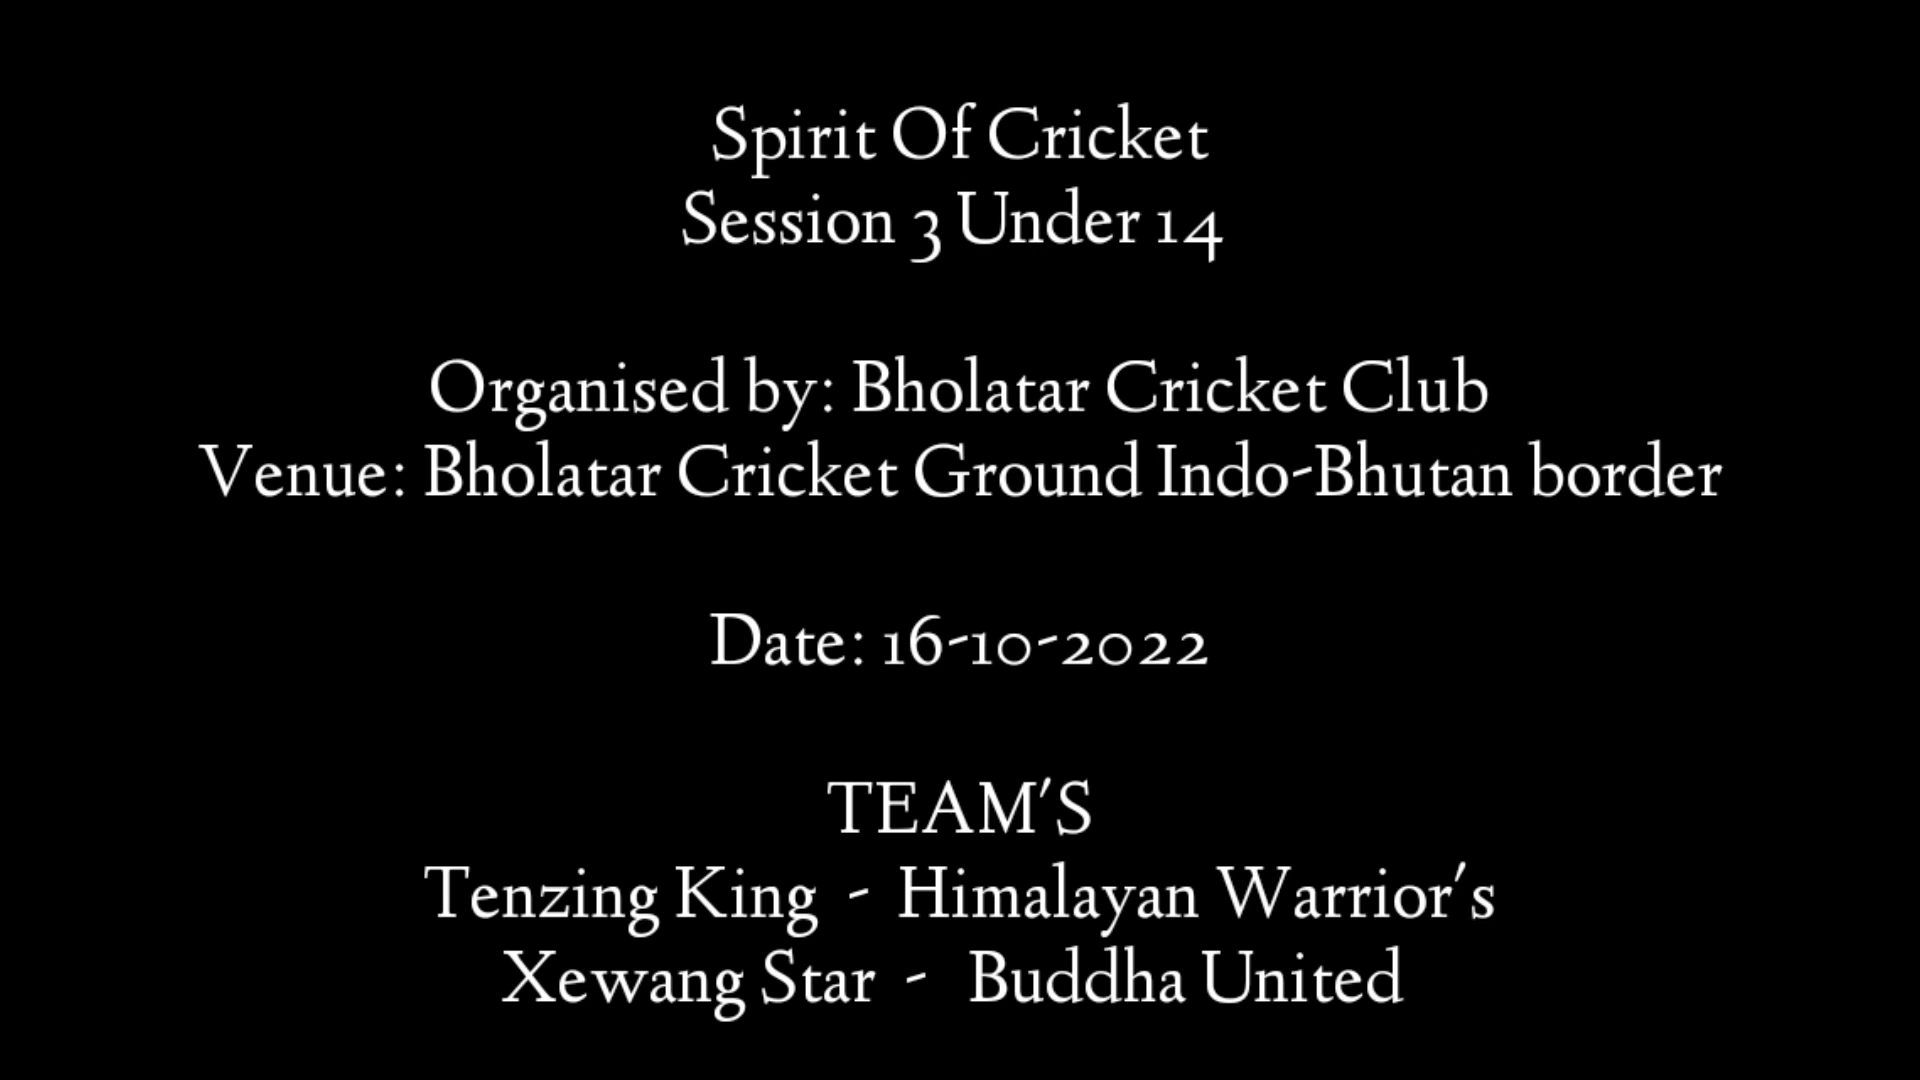 Spirit Of Cricket
Session 3 Under 14
Organised by: Bholatar Cricket Club
Venue: Bholatar Cricket Ground Indo-Bhutan border
Date: 16-10-2022
TEAM'S
Tenzing King - Himalayan Warrior's
Xewang Star - Buddha United